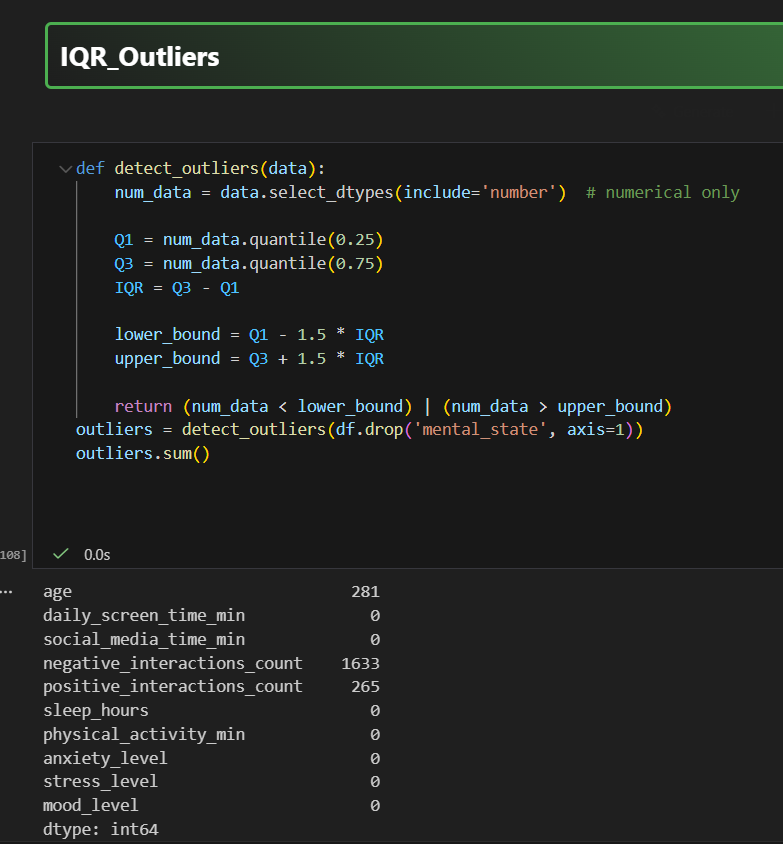 IQR_Outliers
def detect_outliers(data):
    num_data = data.select_dtypes(include='number')  # numerical only
    Q1 = num_data.quantile(0.25)
    Q3 = num_data.quantile(0.75)
    IQR = Q3 - Q1
    lower_bound = Q1 - 1.5 * IQR
    upper_bound = Q3 + 1.5 * IQR
    return (num_data < lower_bound) | (num_data > upper_bound)
outliers = detect_outliers(df.drop('mental_state', axis=1))
outliers.sum()
108] 0.0s
... age 281
daily_screen_time_min 0
social_media_time_min 0
negative_interactions_count 1633
positive_interactions_count 265
sleep_hours 0
physical_activity_min 0
anxiety_level 0
stress_level 0
mood_level 0
dtype: int64